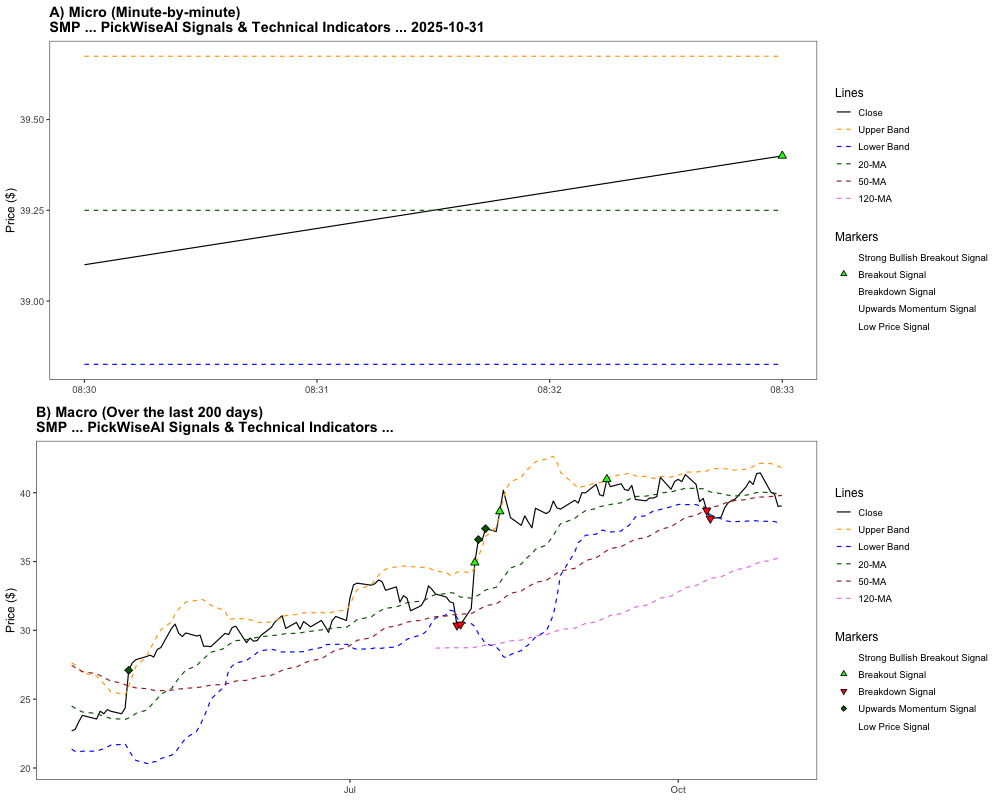 A) Micro (Minute-by-minute)
SMP ... PickWiseAI Signals & Technical Indicators ... 2025-10-31
Price ($)
39.50
39.25
39.00
08:30
08:31
08:32
08:33
Lines
Close
Upper Band
Lower Band
20-MA
50-MA
120-MA
Markers
Strong Bullish Breakout Signal
Breakout Signal
Breakdown Signal
Upwards Momentum Signal
Low Price Signal
B) Macro (Over the last 200 days)
SMP ... PickWiseAI Signals & Technical Indicators ...
Price ($)
40
35
30
25
20
Jul
Oct
Lines
Close
Upper Band
Lower Band
20-MA
50-MA
120-MA
Markers
Strong Bullish Breakout Signal
Breakout Signal
Breakdown Signal
Upwards Momentum Signal
Low Price Signal